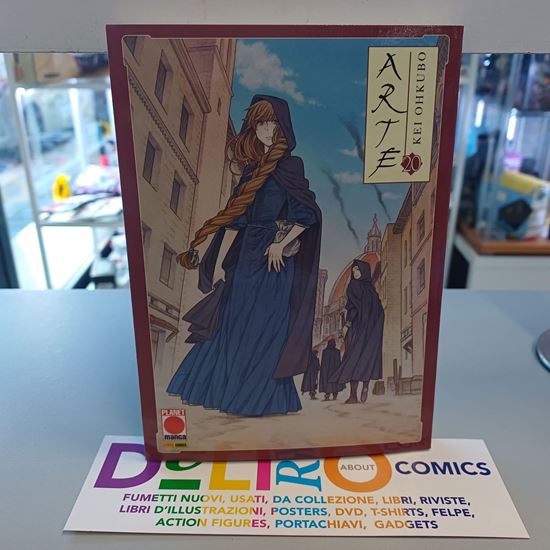 ARTE
20
KEI OHKUBO
PLANET
manga
DeLiRO
ABOUT
COMICS
FUMETTI NUOVI, USATI, DA COLLEZIONE, LIBRI, RIVISTE,
LIBRI D'ILLUSTRAZIONI, POSTERS, DVD, T-SHIRTS, FELPE,
ACTION FIGURES, PORTACHIAVI, GADGETS